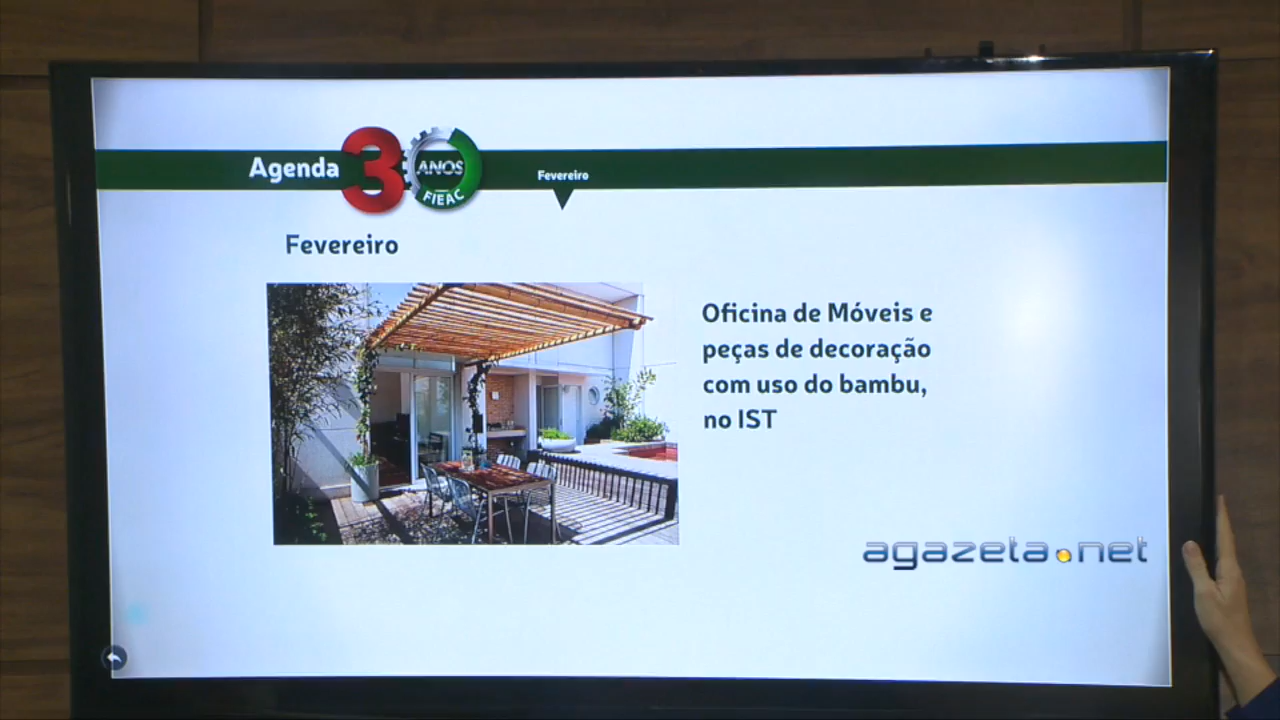 Agenda
30
ANOS
FIEAC
Fevereiro
Fevereiro
Oficina de Móveis e
peças de decoração
com uso do bambu,
no IST
agazeta.net